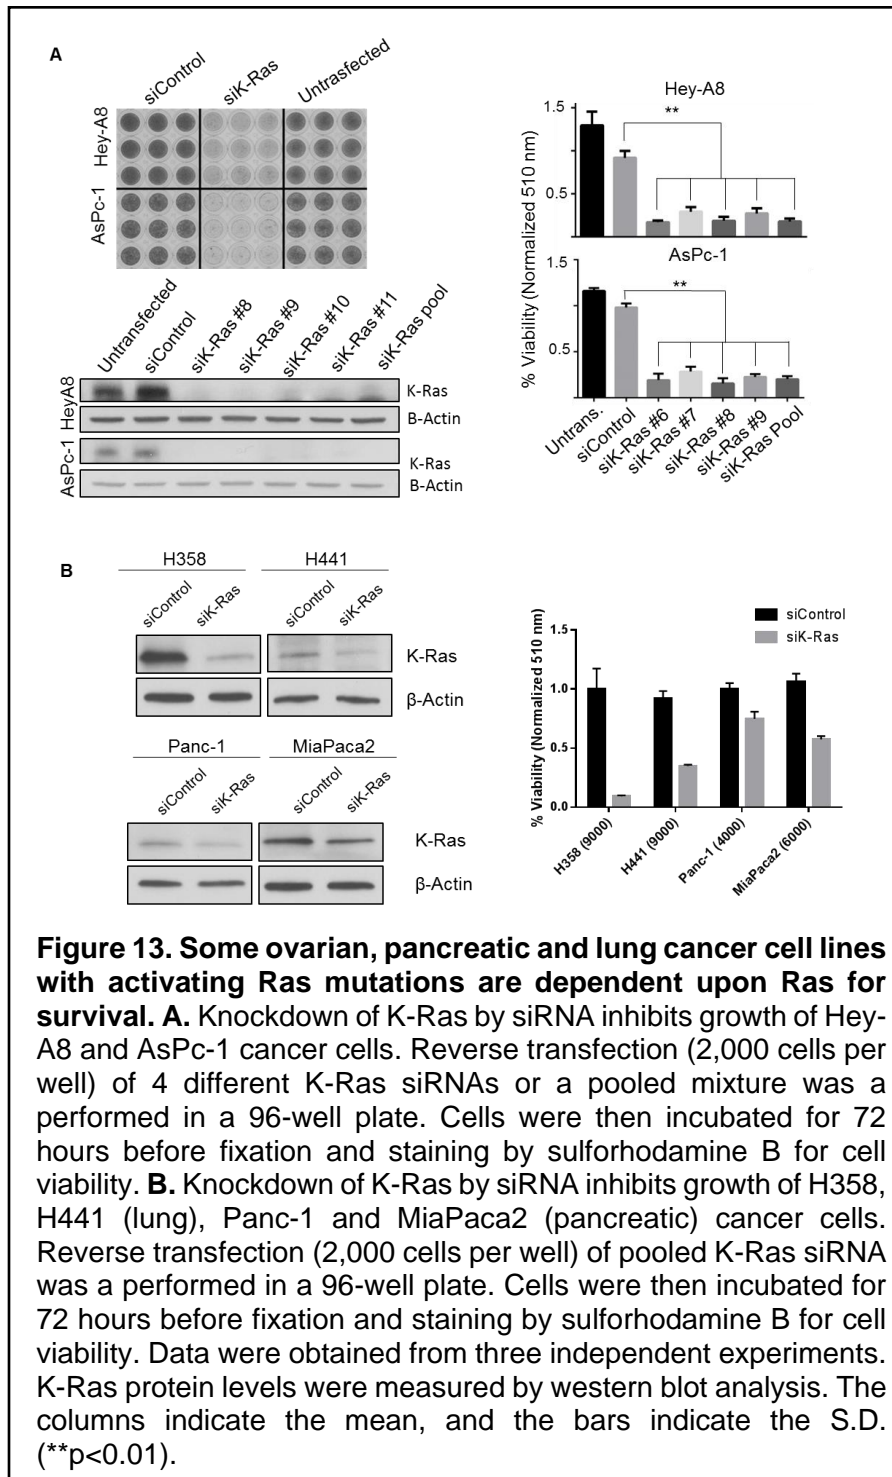 A
siControl
siK-Ras
Untrasfected
Hey-A8
AsPc-1
Untransfected
siControl
siK-Ras #8
siK-Ras #9
siK-Ras #10
siK-Ras #11
siK-Ras pool
HeyA8
K-Ras
B-Actin
AsPc-1
K-Ras
B-Actin
% Viability (Normalized 510 nm)
Hey-A8
1.5
**
0.5
AsPc-1
1.5
**
0.5
Untrans.
siControl
siK-Ras #6
siK-Ras #7
siK-Ras #8
siK-Ras #9
siK-Ras Pool
B
H358
H441
siControl
siK-Ras
siControl
siK-Ras
K-Ras
β-Actin
Panc-1
MiaPaca2
siControl
siK-Ras
siControl
siK-Ras
K-Ras
β-Actin
siControl
siK-Ras
% Viability (Normalized 510 nm)
1.5
1.0
0.5
0.0
H358 (9000)
H441 (9000)
Panc-1 (4000)
MiaPaca2 (6000)
Figure 13. Some ovarian, pancreatic and lung cancer cell lines
with activating Ras mutations are dependent upon Ras for
survival. A. Knockdown of K-Ras by siRNA inhibits growth of Hey-
A8 and AsPc-1 cancer cells. Reverse transfection (2,000 cells per
well) of 4 different K-Ras siRNAs or a pooled mixture was a
performed in a 96-well plate. Cells were then incubated for 72
hours before fixation and staining by sulforhodamine B for cell
viability. B. Knockdown of K-Ras by siRNA inhibits growth of H358,
H441 (lung), Panc-1 and MiaPaca2 (pancreatic) cancer cells.
Reverse transfection (2,000 cells per well) of pooled K-Ras siRNA
was a performed in a 96-well plate. Cells were then incubated for
72 hours before fixation and staining by sulforhodamine B for cell
viability. Data were obtained from three independent experiments.
K-Ras protein levels were measured by western blot analysis. The
columns indicate the mean, and the bars indicate the S.D.
(**p<0.01).